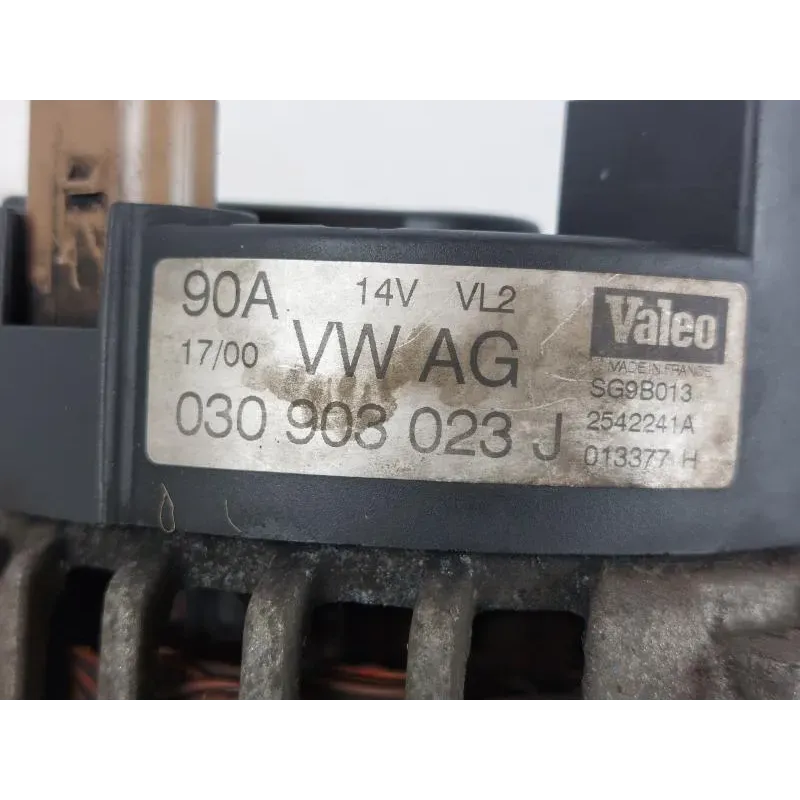 90A 14V VL2 Valeo
17/00 VW AG MADE IN FRANCE
SG9B013
030 903 023 J 2542241A
013377 H